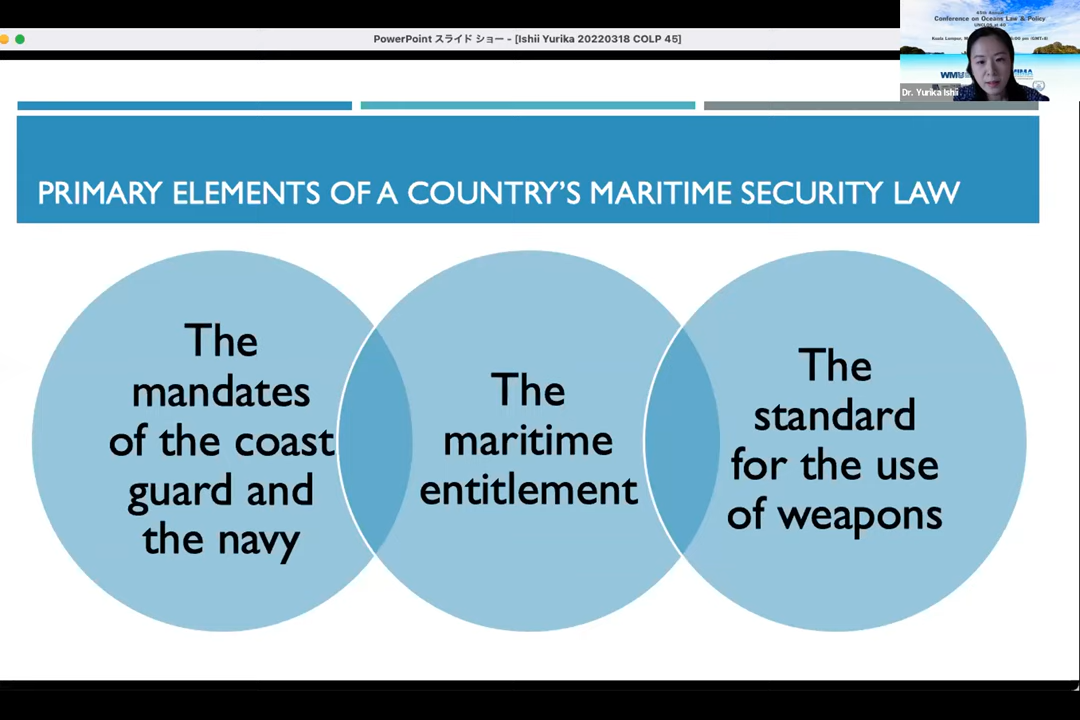 PowerPoint スライド ショー - [Ishii Yurika 20220318 COLP 45]
Conference on Oceans Law & Policy
Dr. Yurika Ishii
PRIMARY ELEMENTS OF A COUNTRY'S MARITIME SECURITY LAW
The
mandates
of the coast
guard and
the navy
The
maritime
entitlement
The
standard
for the use
of weapons